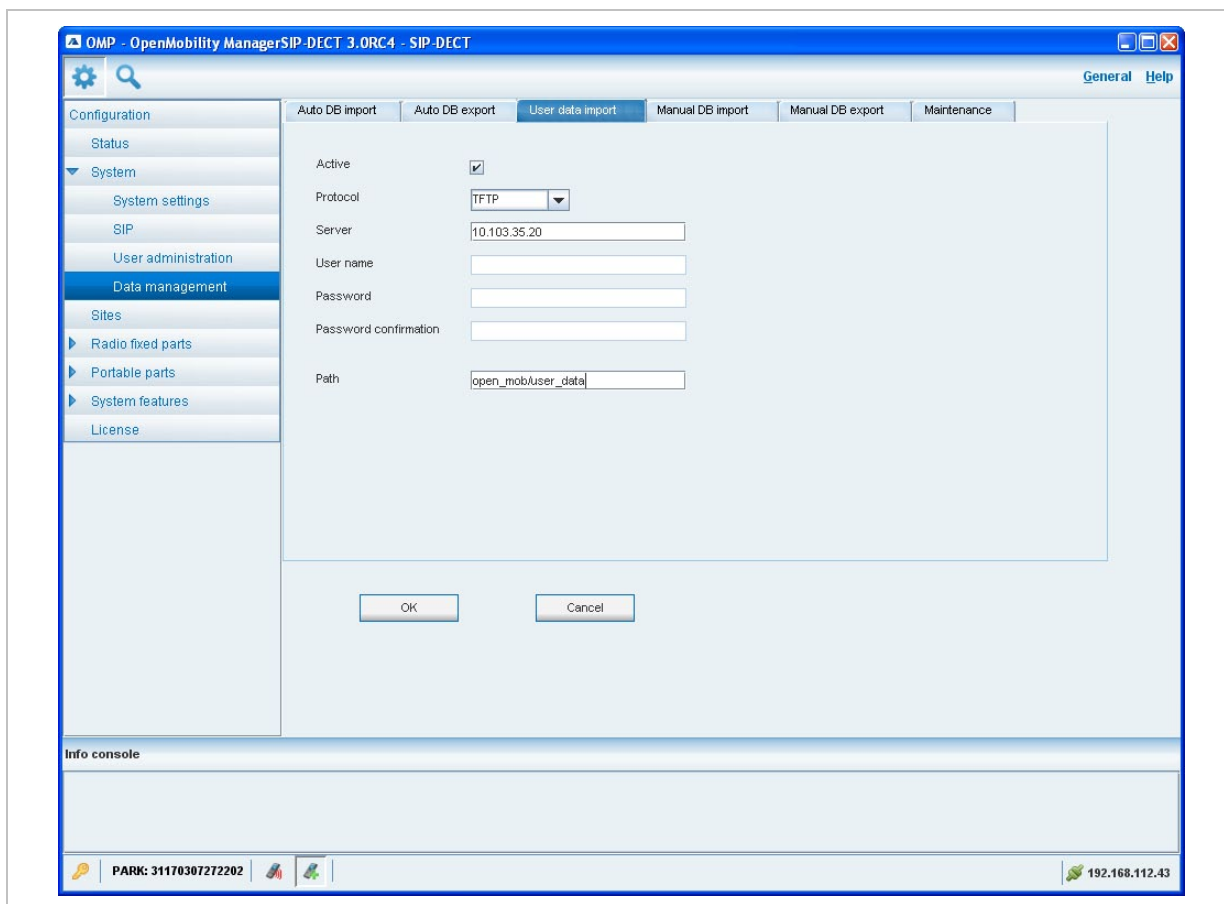 OMP - OpenMobility ManagerSIP-DECT 3.0RC4 - SIP-DECT
General Help
Configuration
Status
System
System settings
SIP
User administration
Data management
Sites
Radio fixed parts
Portable parts
System features
License
Auto DB import Auto DB export User data import Manual DB import Manual DB export Maintenance
Active
Protocol TFTP
Server 10.103.35.20
User name
Password
Password confirmation
Path open_mob/user_data
OK Cancel
Info console
PARK: 31170307272202 192.168.112.43